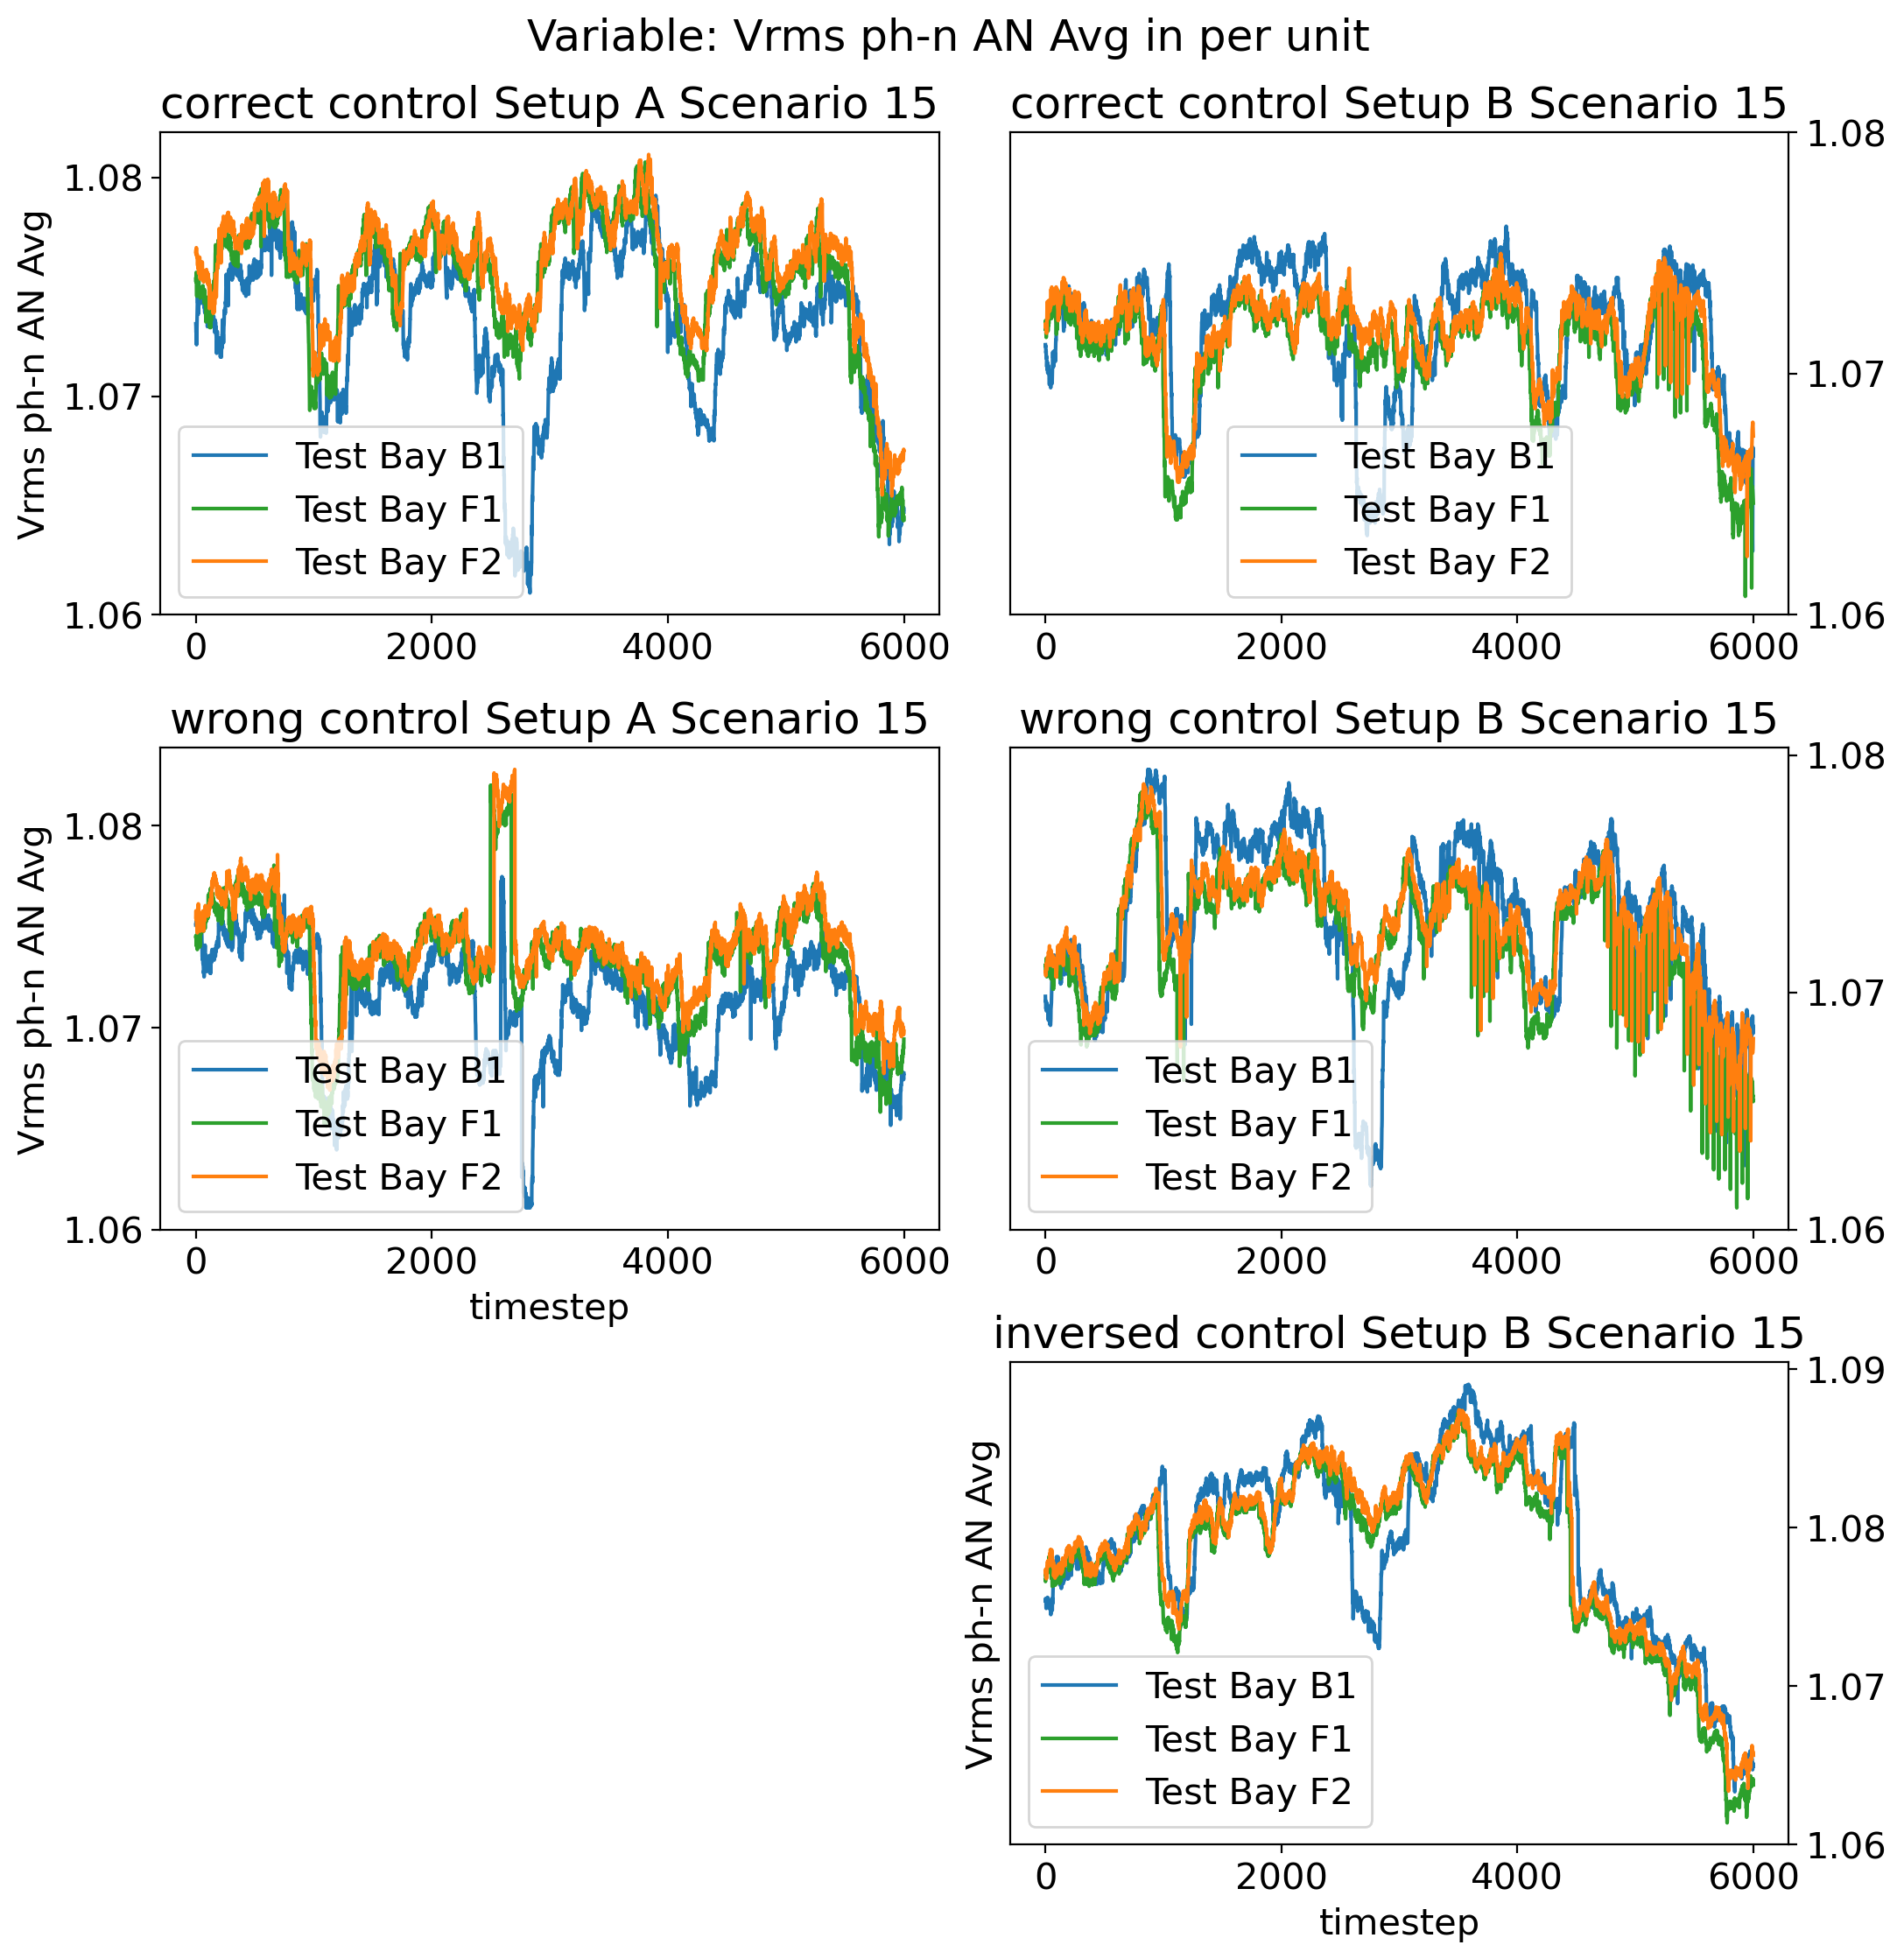 Variable: Vrms ph-n AN Avg in per unit
correct control Setup A Scenario 15
Vrms ph-n AN Avg
1.08
1.07
1.06
0 2000 4000 6000
Test Bay B1
Test Bay F1
Test Bay F2
correct control Setup B Scenario 15
1.08
1.07
1.06
0 2000 4000 6000
Test Bay B1
Test Bay F1
Test Bay F2
wrong control Setup A Scenario 15
Vrms ph-n AN Avg
1.08
1.07
1.06
0 2000 4000 6000
timestep
Test Bay B1
Test Bay F1
Test Bay F2
wrong control Setup B Scenario 15
1.08
1.07
1.06
0 2000 4000 6000
Test Bay B1
Test Bay F1
Test Bay F2
inversed control Setup B Scenario 15
Vrms ph-n AN Avg
1.09
1.08
1.07
1.06
0 2000 4000 6000
timestep
Test Bay B1
Test Bay F1
Test Bay F2